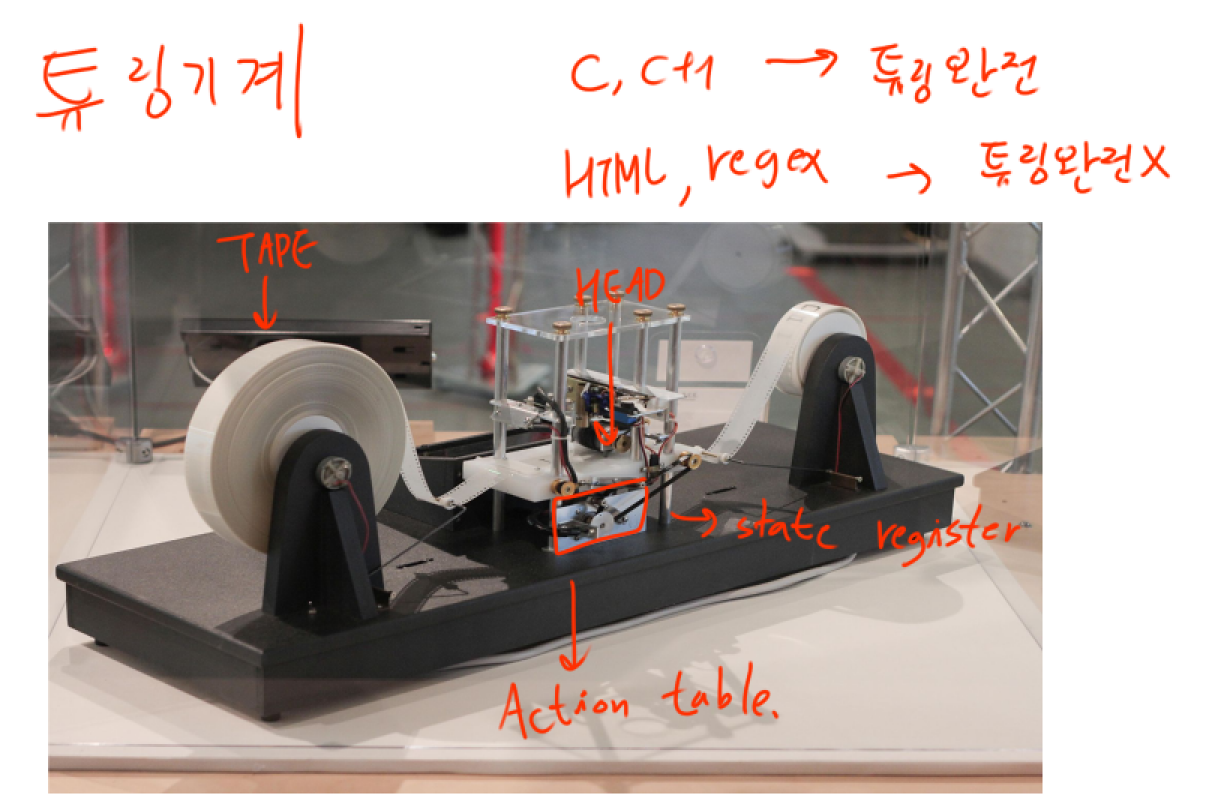 튜링기계
C, C++ → 튜링완전
HTML, regex → 튜링완전X
TAPE
HEAD
state register
Action table.